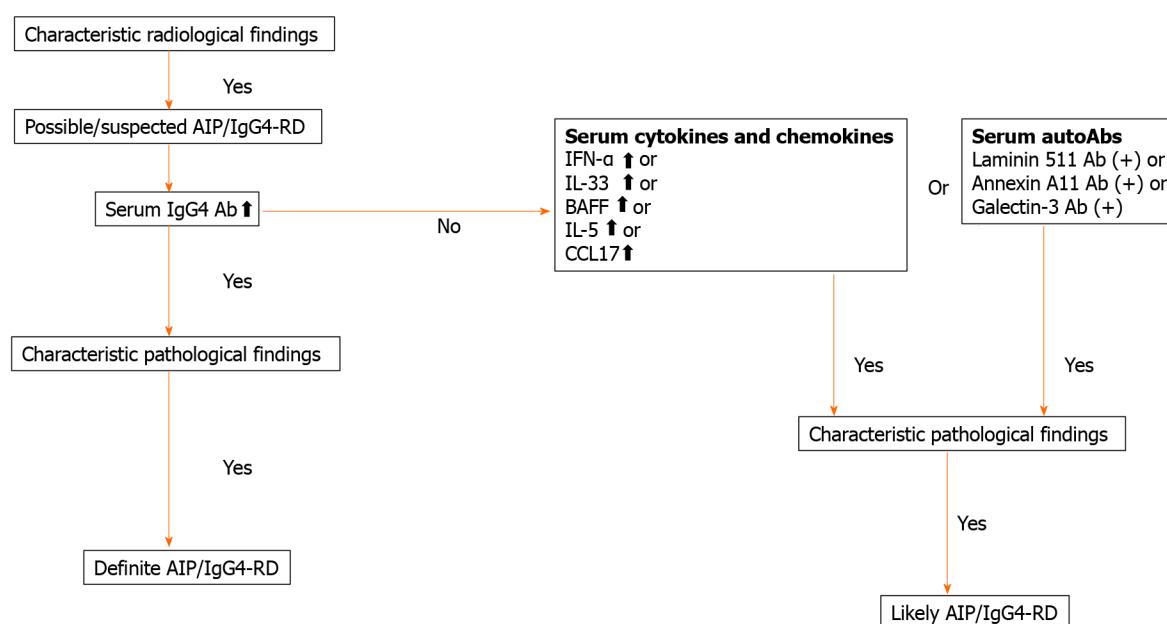 Characteristic radiological findings
Yes
Possible/suspected AIP/IgG4-RD
Serum IgG4 Ab ⬆
No
Yes
Characteristic pathological findings
Yes
Definite AIP/IgG4-RD
Serum cytokines and chemokines
IFN-α ⬆ or
IL-33 ⬆ or
BAFF ⬆ or
IL-5 ⬆ or
CCL17 ⬆
Or
Serum autoAbs
Laminin 511 Ab (+) or
Annexin A11 Ab (+) or
Galectin-3 Ab (+)
Yes
Yes
Characteristic pathological findings
Yes
Likely AIP/IgG4-RD